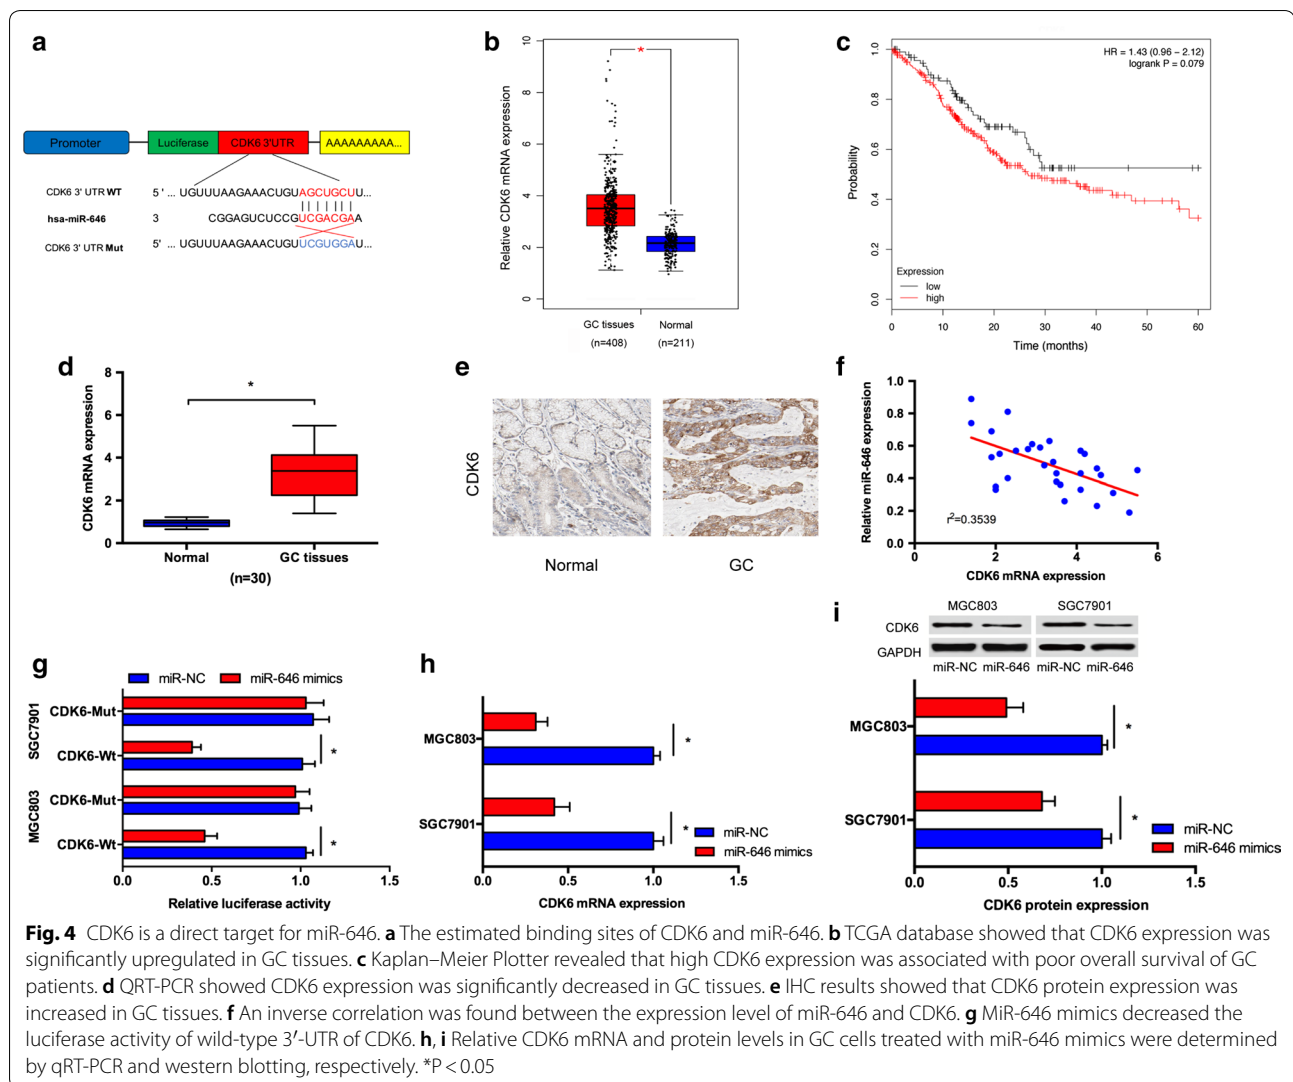 a
Promoter
Luciferase
CDK6 3'UTR
AAAAAAAAA...
CDK6 3' UTR WT
5 ' ... UGUUUAAGAAACUGUAGCUGCUU...
hsa-miR-646
3
CGGAGUCUCCGUCGACGAA
CDK6 3' UTR Mut
5' ... UGUUUAAGAAACUGUUCGUGGAU...
b
Relative CDK6 mRNA expression
10
8
6
4
2
0
*
GC tissues
(n=408)
Normal
(n=211)
c
HR = 1.43 (0.96 − 2.12)
logrank P = 0.079
Probability
1.0
0.8
0.6
0.4
0.2
0.0
Expression
low
high
0 10 20 30 40 50 60
Time (months)
d
CDK6 mRNA expression
8
6
4
2
0
*
Normal
GC tissues
(n=30)
e
CDK6
Normal
GC
f
Relative miR-646 expression
1.0
0.8
0.6
0.4
0.2
0.0
r²=0.3539
0 2 4 6
CDK6 mRNA expression
g
miR-NC
miR-646 mimics
SGC7901
CDK6-Mut
CDK6-Wt
*
MGC803
CDK6-Mut
CDK6-Wt
*
0.0 0.5 1.0 1.5
Relative luciferase activity
h
MGC803
*
SGC7901
*
miR-NC
miR-646 mimics
0.0 0.5 1.0 1.5
CDK6 mRNA expression
i
MGC803
SGC7901
CDK6
GAPDH
miR-NC miR-646 miR-NC miR-646
MGC803
*
SGC7901
*
miR-NC
miR-646 mimics
0.0 0.5 1.0 1.5
CDK6 protein expression
Fig. 4 CDK6 is a direct target for miR-646. a The estimated binding sites of CDK6 and miR-646. b TCGA database showed that CDK6 expression was
significantly upregulated in GC tissues. c Kaplan–Meier Plotter revealed that high CDK6 expression was associated with poor overall survival of GC
patients. d QRT-PCR showed CDK6 expression was significantly decreased in GC tissues. e IHC results showed that CDK6 protein expression was
increased in GC tissues. f An inverse correlation was found between the expression level of miR-646 and CDK6. g MiR-646 mimics decreased the
luciferase activity of wild-type 3′-UTR of CDK6. h, i Relative CDK6 mRNA and protein levels in GC cells treated with miR-646 mimics were determined
by qRT-PCR and western blotting, respectively. *P < 0.05